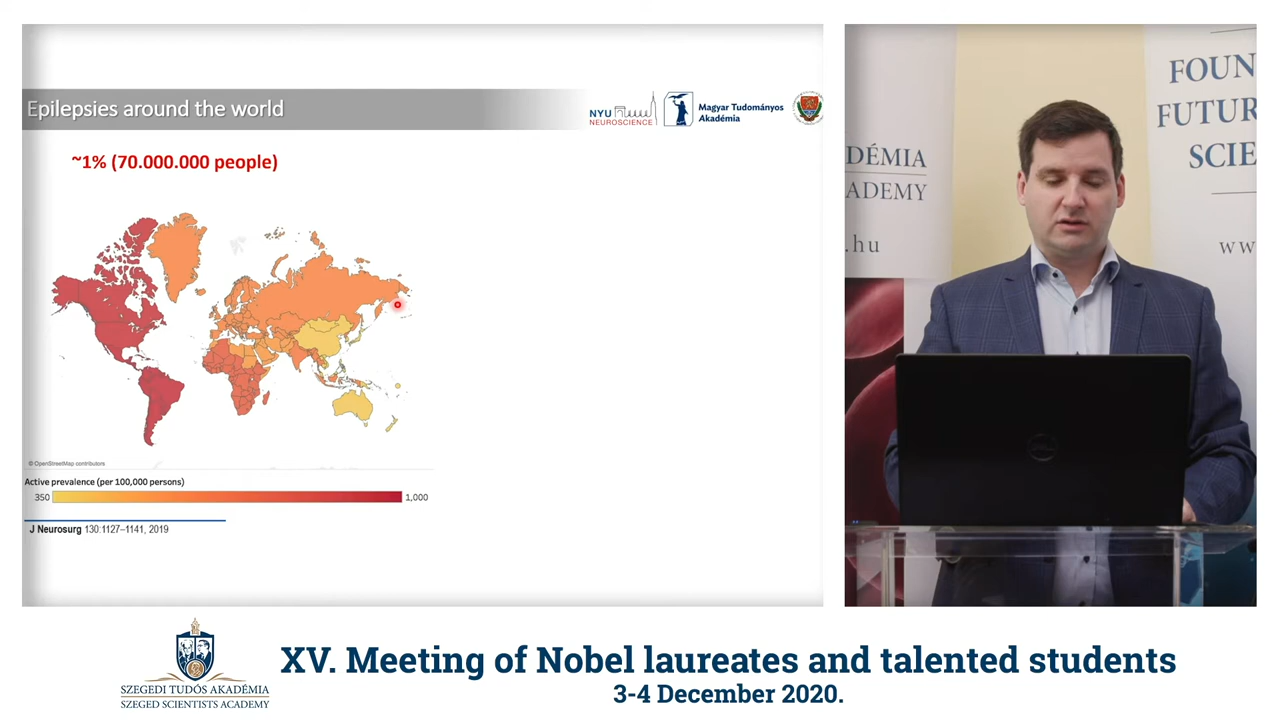 Epilepsies around the world
NYU
NEUROSCIENCE
Magyar Tudományos
Akadémia
~1% (70.000.000 people)
© OpenStreetMap contributors
Active prevalence (per 100,000 persons)
350
1,000
J Neurosurg 130:1127–1141, 2019
DÉMIA
ADEMY
.hu
FOUN
FUTUR
SCIE
ww
SZEGEDI TUDÓS AKADÉMIA
SZEGED SCIENTISTS ACADEMY
XV. Meeting of Nobel laureates and talented students
3-4 December 2020.